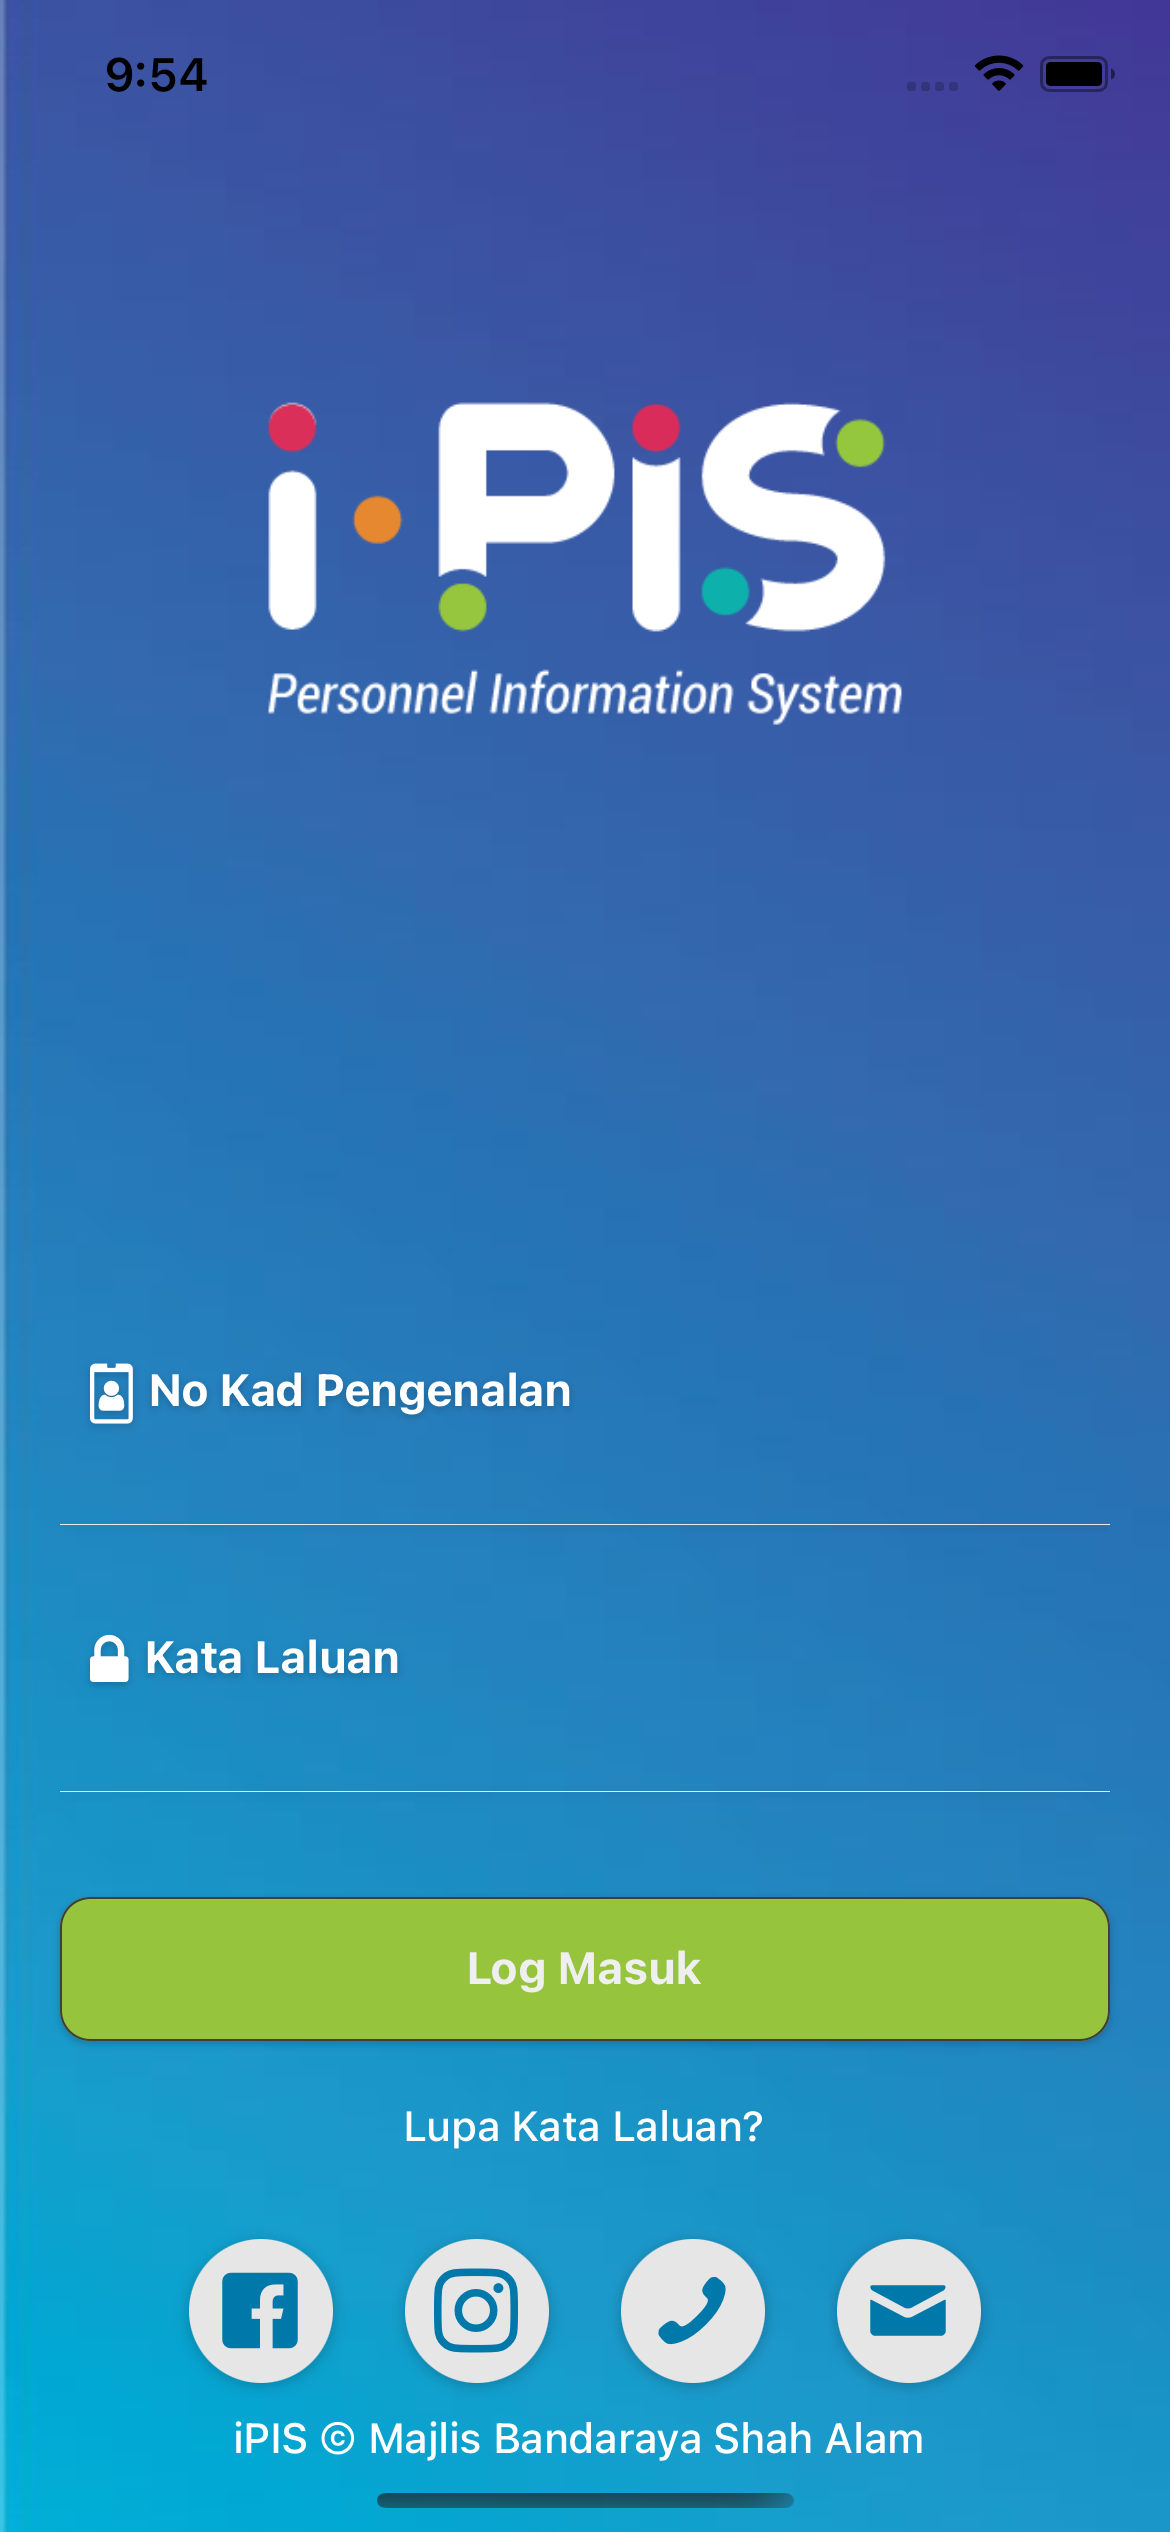 9:54
i·PiS
Personnel Information System
No Kad Pengenalan
Kata Laluan
Log Masuk
Lupa Kata Laluan?
iPIS © Majlis Bandaraya Shah Alam